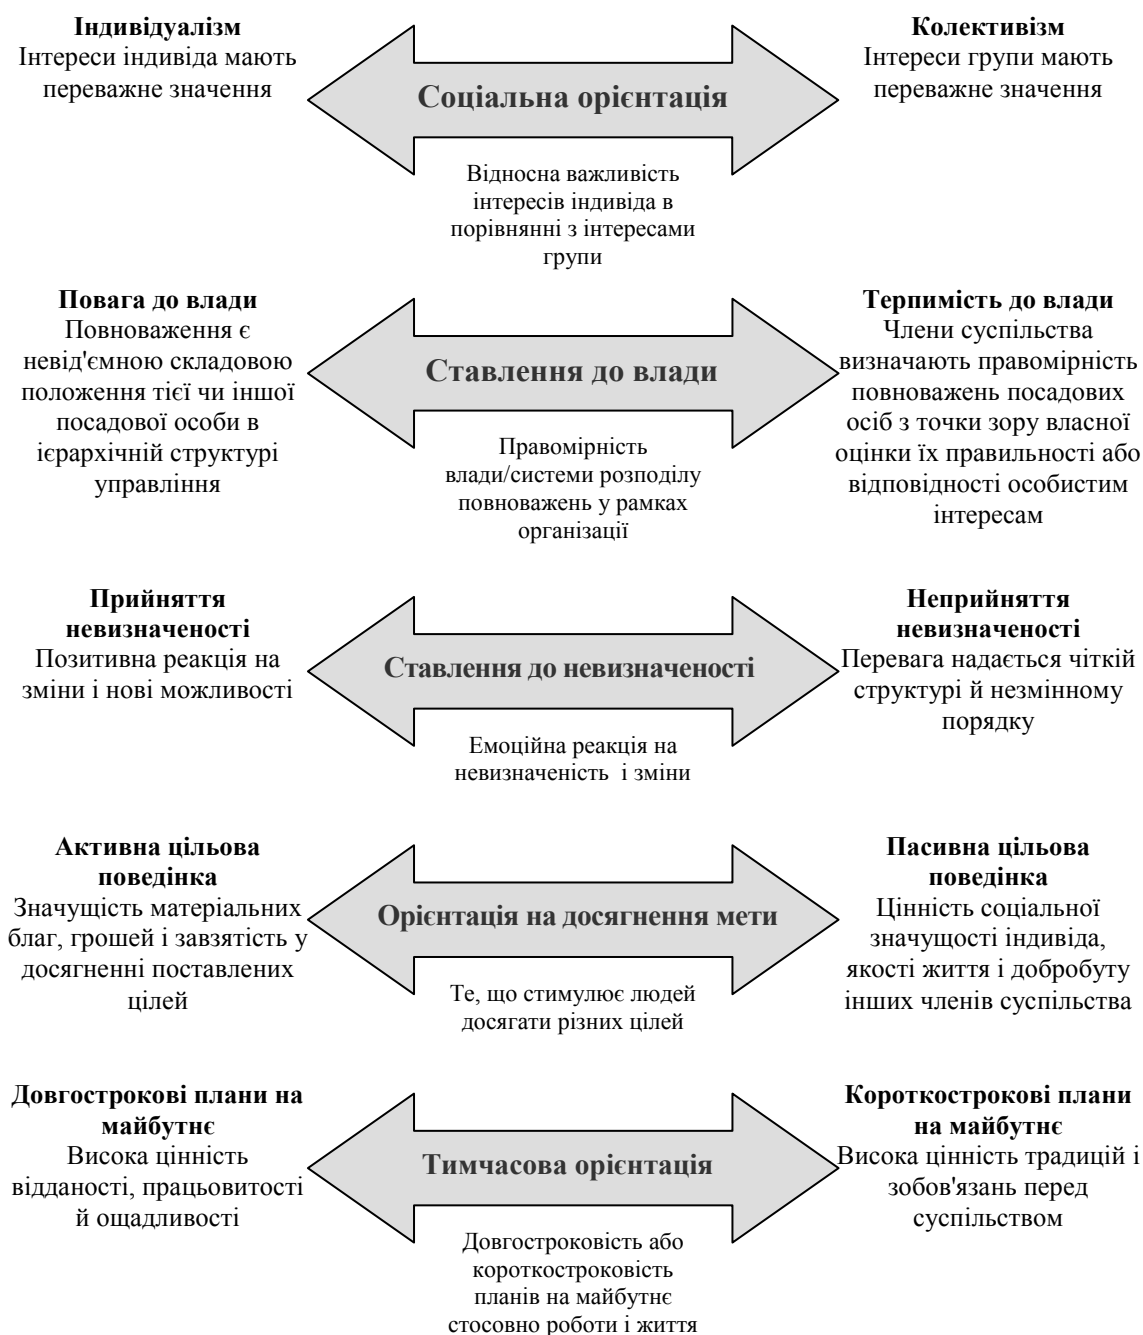 Індивідуалізм
Інтереси індивіда мають
переважне значення
Соціальна орієнтація
Відносна важливість
інтересів індивіда в
порівнянні з інтересами
групи
Колективізм
Інтереси групи мають
переважне значення
Повага до влади
Повноваження є
невід'ємною складовою
положення тієї чи іншої
посадової особи в
ієрархічній структурі
управління
Ставлення до влади
Правомірність
влади/системи розподілу
повноважень у рамках
організації
Терпимість до влади
Члени суспільства
визначають правомірність
повноважень посадових
осіб з точки зору власної
оцінки їх правильності або
відповідності особистим
інтересам
Прийняття
невизначеності
Позитивна реакція на
зміни і нові можливості
Ставлення до невизначеності
Емоційна реакція на
невизначеність і зміни
Неприйняття
невизначеності
Перевага надається чіткій
структурі й незмінному
порядку
Активна цільова
поведінка
Значущість матеріальних
благ, грошей і завзятість у
досягненні поставлених
цілей
Орієнтація на досягнення мети
Те, що стимулює людей
досягати різних цілей
Пасивна цільова
поведінка
Цінність соціальної
значущості індивіда,
якості життя і добробуту
інших членів суспільства
Довгострокові плани на
майбутнє
Висока цінність
відданості, працьовитості
й ощадливості
Тимчасова орієнтація
Довгостроковість або
короткостроковість
планів на майбутнє
стосовно роботи і життя
Короткострокові плани
на майбутнє
Висока цінність традицій і
зобов'язань перед
суспільством